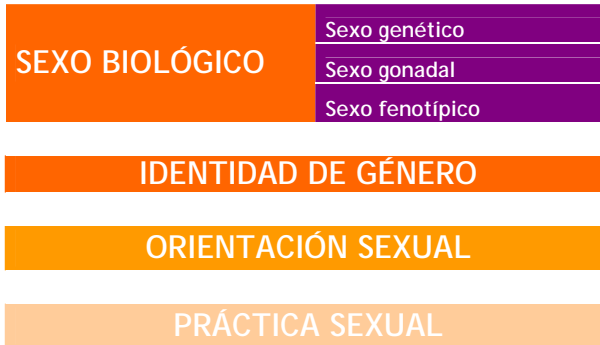 SEXO BIOLÓGICO
Sexo genético
Sexo gonadal
Sexo fenotípico
IDENTIDAD DE GÉNERO
ORIENTACIÓN SEXUAL
PRÁCTICA SEXUAL